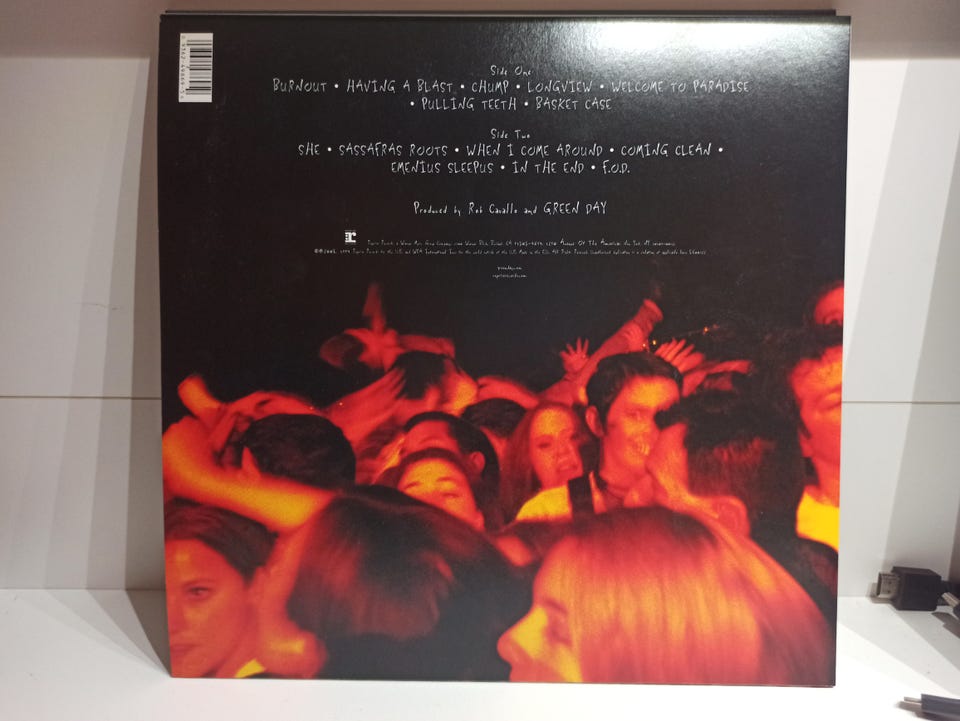 Side One
BURNOUT • HAVING A BLAST • CHUMP • LONGVIEW • WELCOME TO PARADISE
• PULLING TEETH • BASKET CASE
Side Two
SHE • SASSAFRAS ROOTS • WHEN I COME AROUND • COMING CLEAN •
EMENIUS SLEEPUS • IN THE END • F.O.D.
Produced by Rob Cavallo and GREEN DAY
r